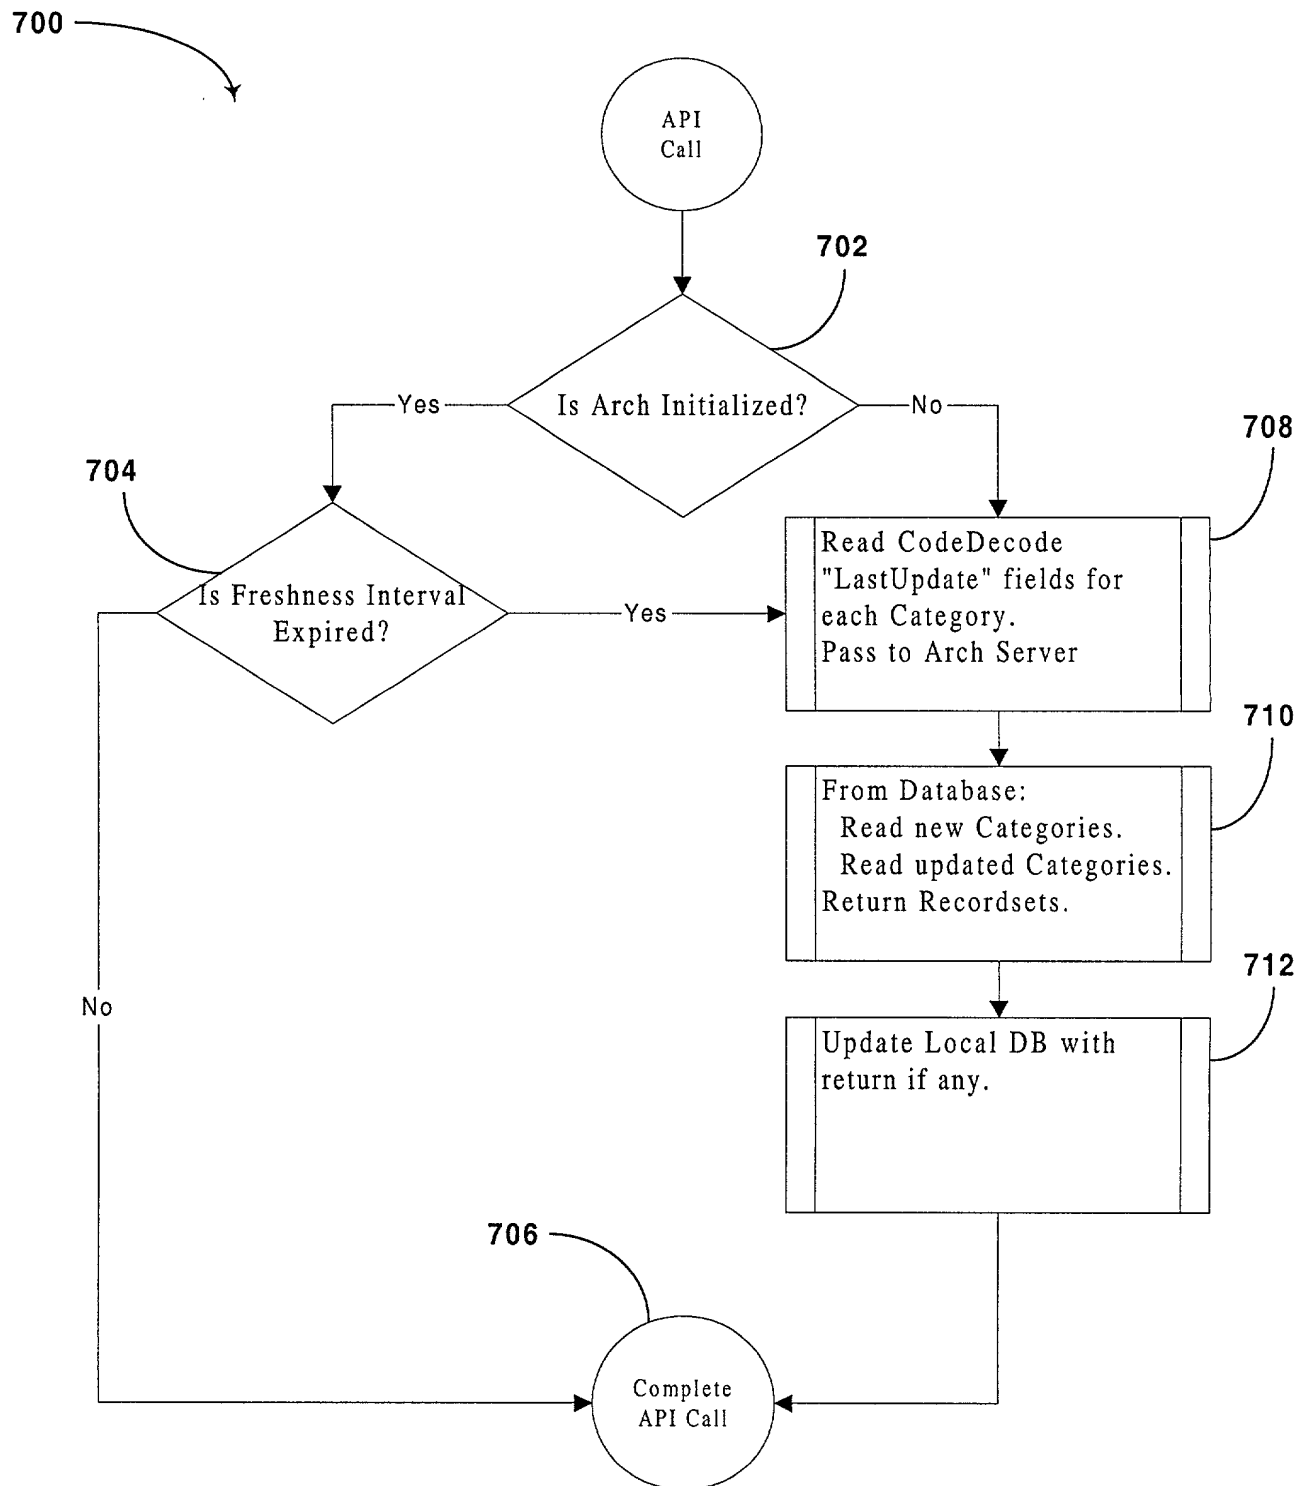 700
API
Call
702
Is Arch Initialized?
Yes
No
704
708
Is Freshness Interval
Expired?
Yes
No
Read CodeDecode
"LastUpdate" fields for
each Category.
Pass to Arch Server
710
From Database:
Read new Categories.
Read updated Categories.
Return Recordsets.
712
Update Local DB with
return if any.
706
Complete
API Call